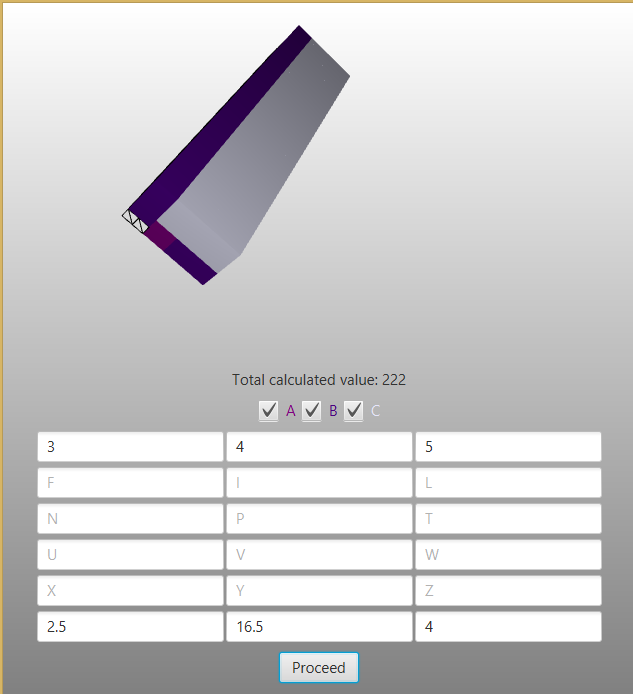 Total calculated value: 222
A B C
3 4 5
F I L
N P T
U V W
X Y Z
2.5 16.5 4
Proceed